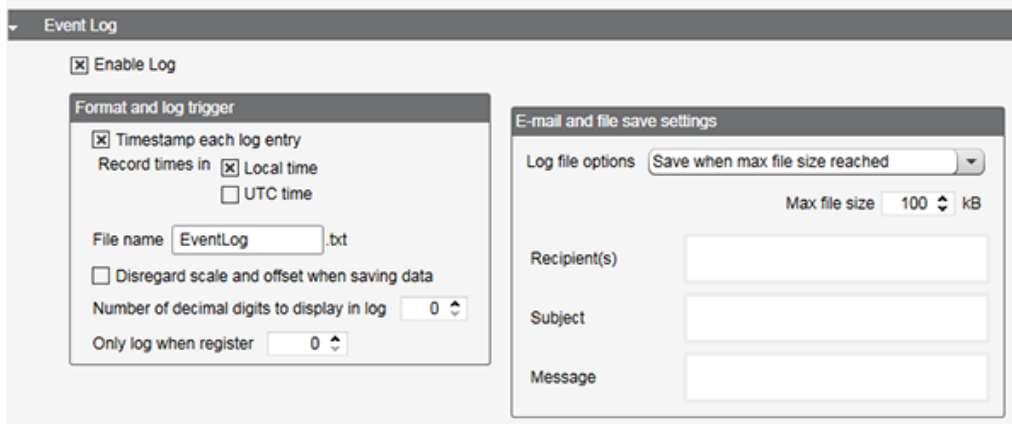 Event Log
Enable Log
Format and log trigger
Timestamp each log entry
Record times in Local time
UTC time
File name EventLog .txt
Disregard scale and offset when saving data
Number of decimal digits to display in log 0
Only log when register 0
E-mail and file save settings
Log file options Save when max file size reached
Max file size 100 kB
Recipient(s)
Subject
Message